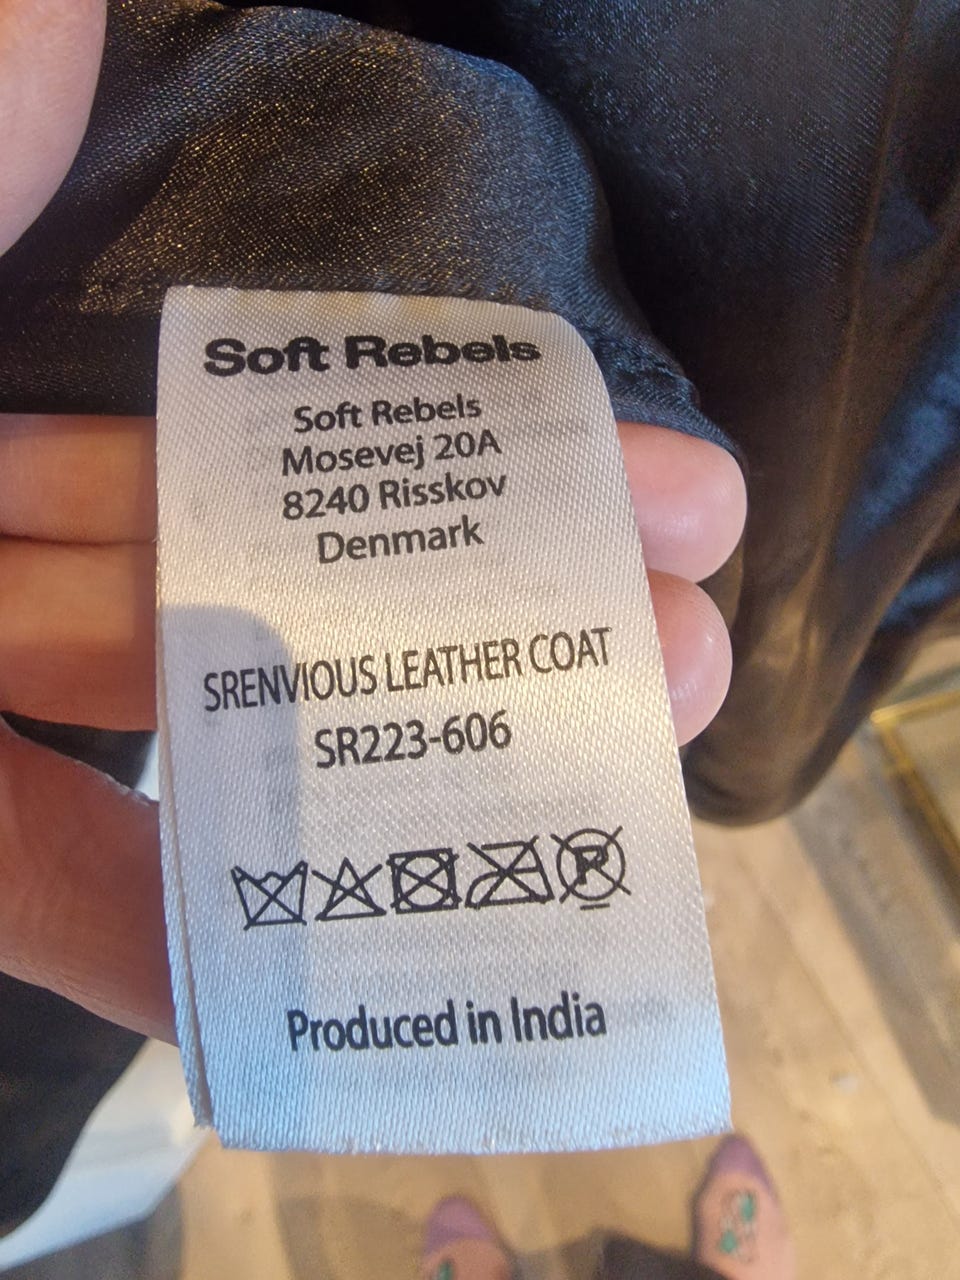 Soft Rebels
Soft Rebels
Mosevej 20A
8240 Risskov
Denmark
SRENVIOUS LEATHER COAT
SR223-606
P
Produced in India